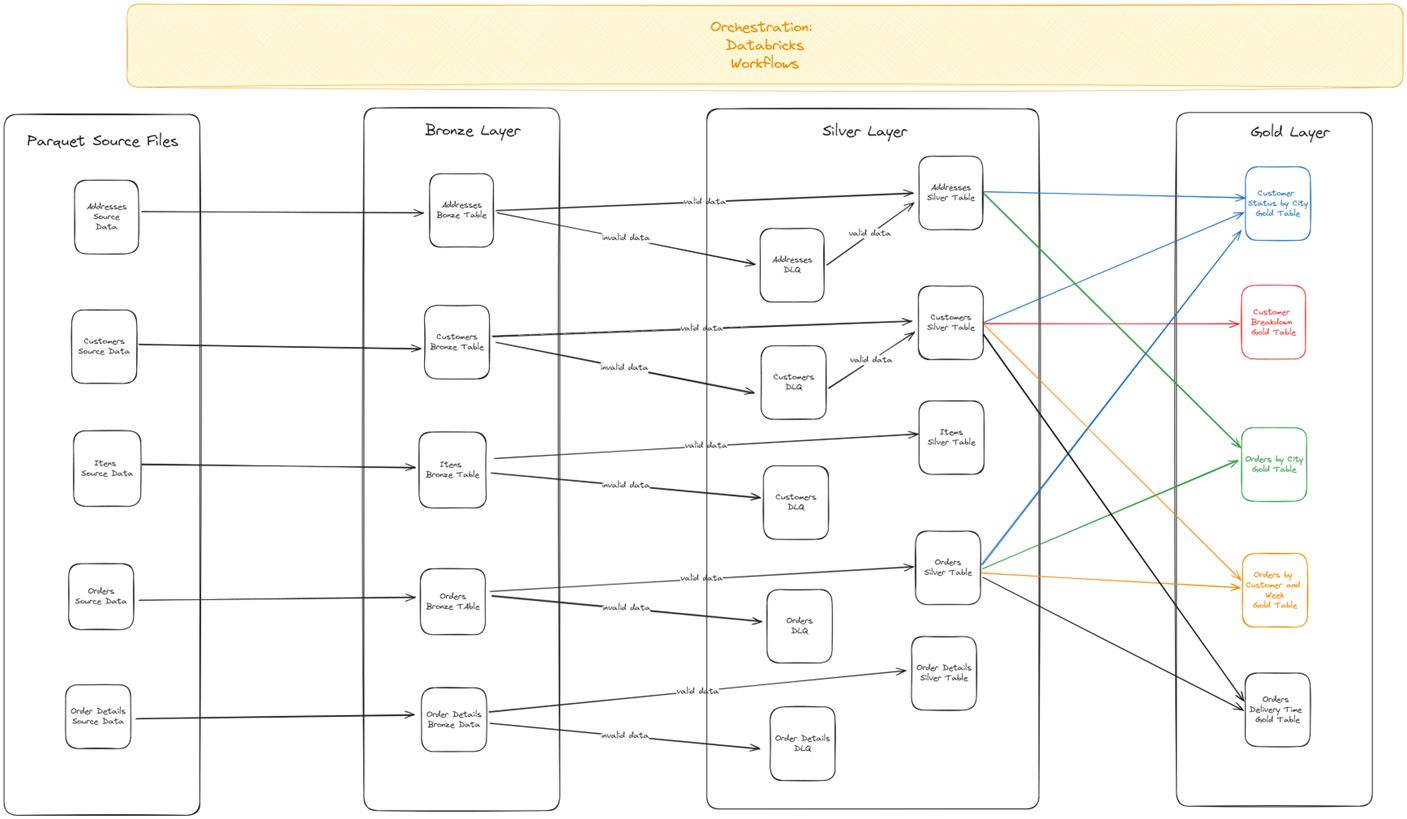 Orchestration:
Databricks
Workflows
Parquet Source Files
Bronze Layer
Silver Layer
Gold Layer
Addresses
Source
Data
Addresses
Bonze Table
valid data
invalid data
Addresses
DLQ
valid data
Addresses
Silver Table
Customer
Status by City
Gold Table
Customers
Source Data
Customers
Bronze Table
valid data
invalid data
Customers
DLQ
valid data
Customers
Silver Table
Customer
Breakdown
Gold Table
Itens
Source Data
Itens
Bronze Table
valid data
invalid data
Customers
DLQ
Itens
Silver Table
Orders by City
Gold Table
Orders
Source Data
Orders
Bronze TAble
valid data
invalid data
Orders
DLQ
Orders
Silver Table
Orders by
Customer and
Week
Gold Table
Order Details
Source Data
Order Details
Bronze Data
valid data
invalid data
Order Details
DLQ
Order Details
Silver Table
Orders
Delivery Time
Gold Table